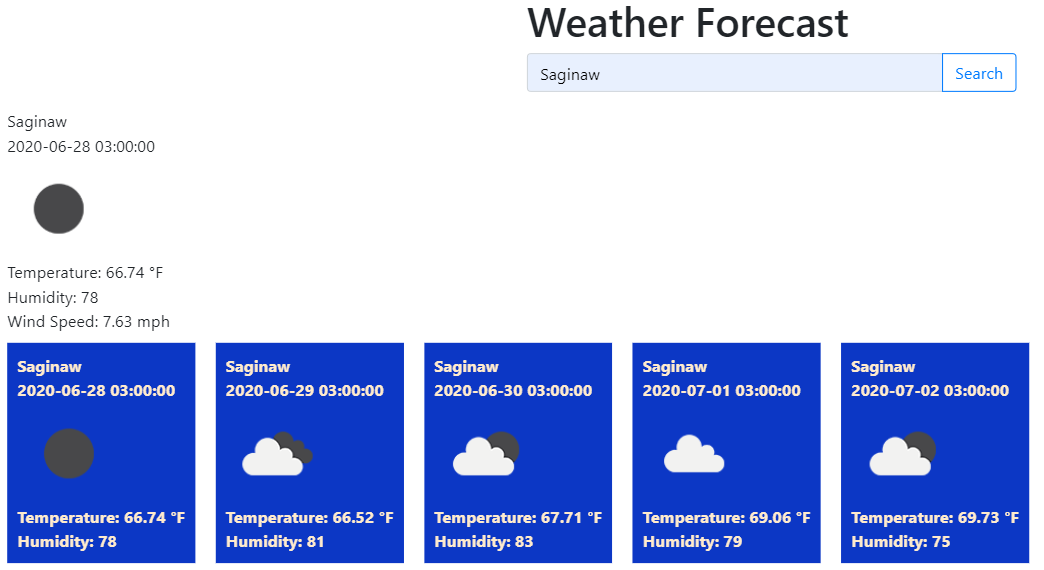 Weather Forecast
Saginaw
Search
Saginaw
2020-06-28 03:00:00
Temperature: 66.74 °F
Humidity: 78
Wind Speed: 7.63 mph
Saginaw
2020-06-28 03:00:00
Temperature: 66.74 °F
Humidity: 78
Saginaw
2020-06-29 03:00:00
Temperature: 66.52 °F
Humidity: 81
Saginaw
2020-06-30 03:00:00
Temperature: 67.71 °F
Humidity: 83
Saginaw
2020-07-01 03:00:00
Temperature: 69.06 °F
Humidity: 79
Saginaw
2020-07-02 03:00:00
Temperature: 69.73 °F
Humidity: 75